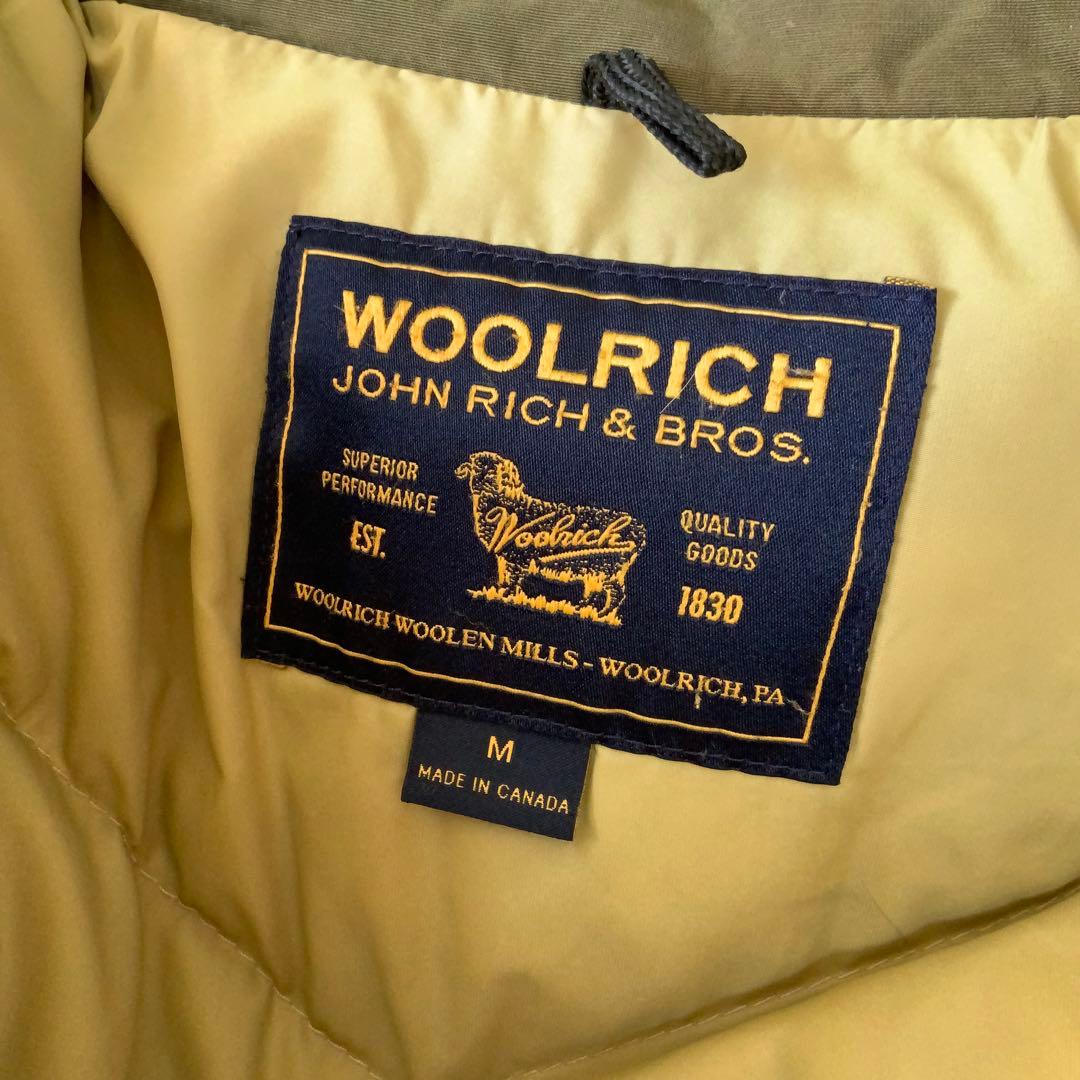 WOOLRICH
JOHN RICH & BROS.
SUPERIOR
PERFORMANCE
EST.
Woolrich
QUALITY
GOODS
1830
WOOLRICH WOOLEN MILLS - WOOLRICH, PA
M
MADE IN CANADA